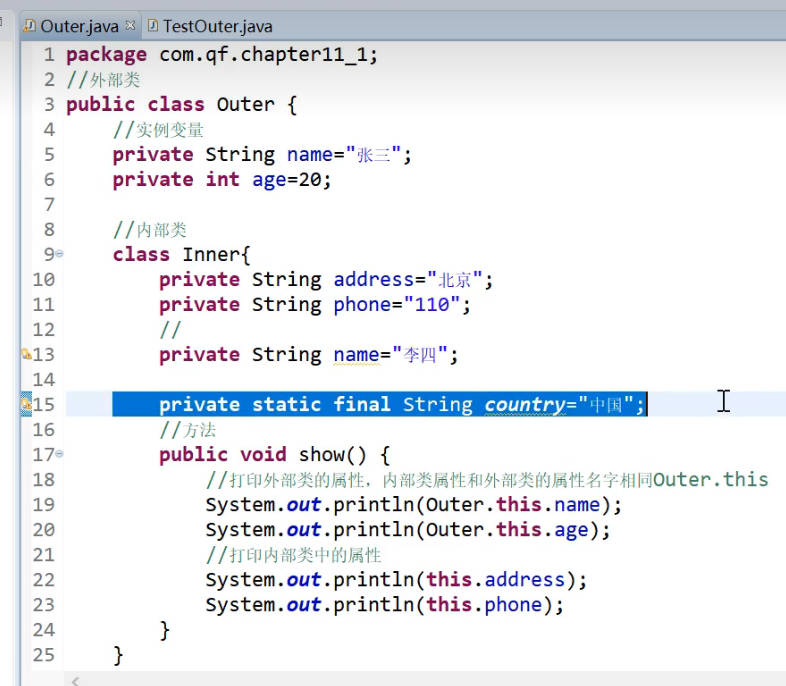 Outer.java TestOuter.java
1 package com.qf.chapter11_1;
2 //外部类
3 public class Outer {
4 //实例变量
5 private String name="张三";
6 private int age=20;
7
8 //内部类
9 class Inner{
10 private String address="北京";
11 private String phone="110";
12 //
13 private String name="李四";
14
15 private static final String country="中国";
16 //方法
17 public void show() {
18 //打印外部类的属性，内部类属性和外部类的属性名字相同Outer.this
19 System.out.println(Outer.this.name);
20 System.out.println(Outer.this.age);
21 //打印内部类中的属性
22 System.out.println(this.address);
23 System.out.println(this.phone);
24 }
25 }